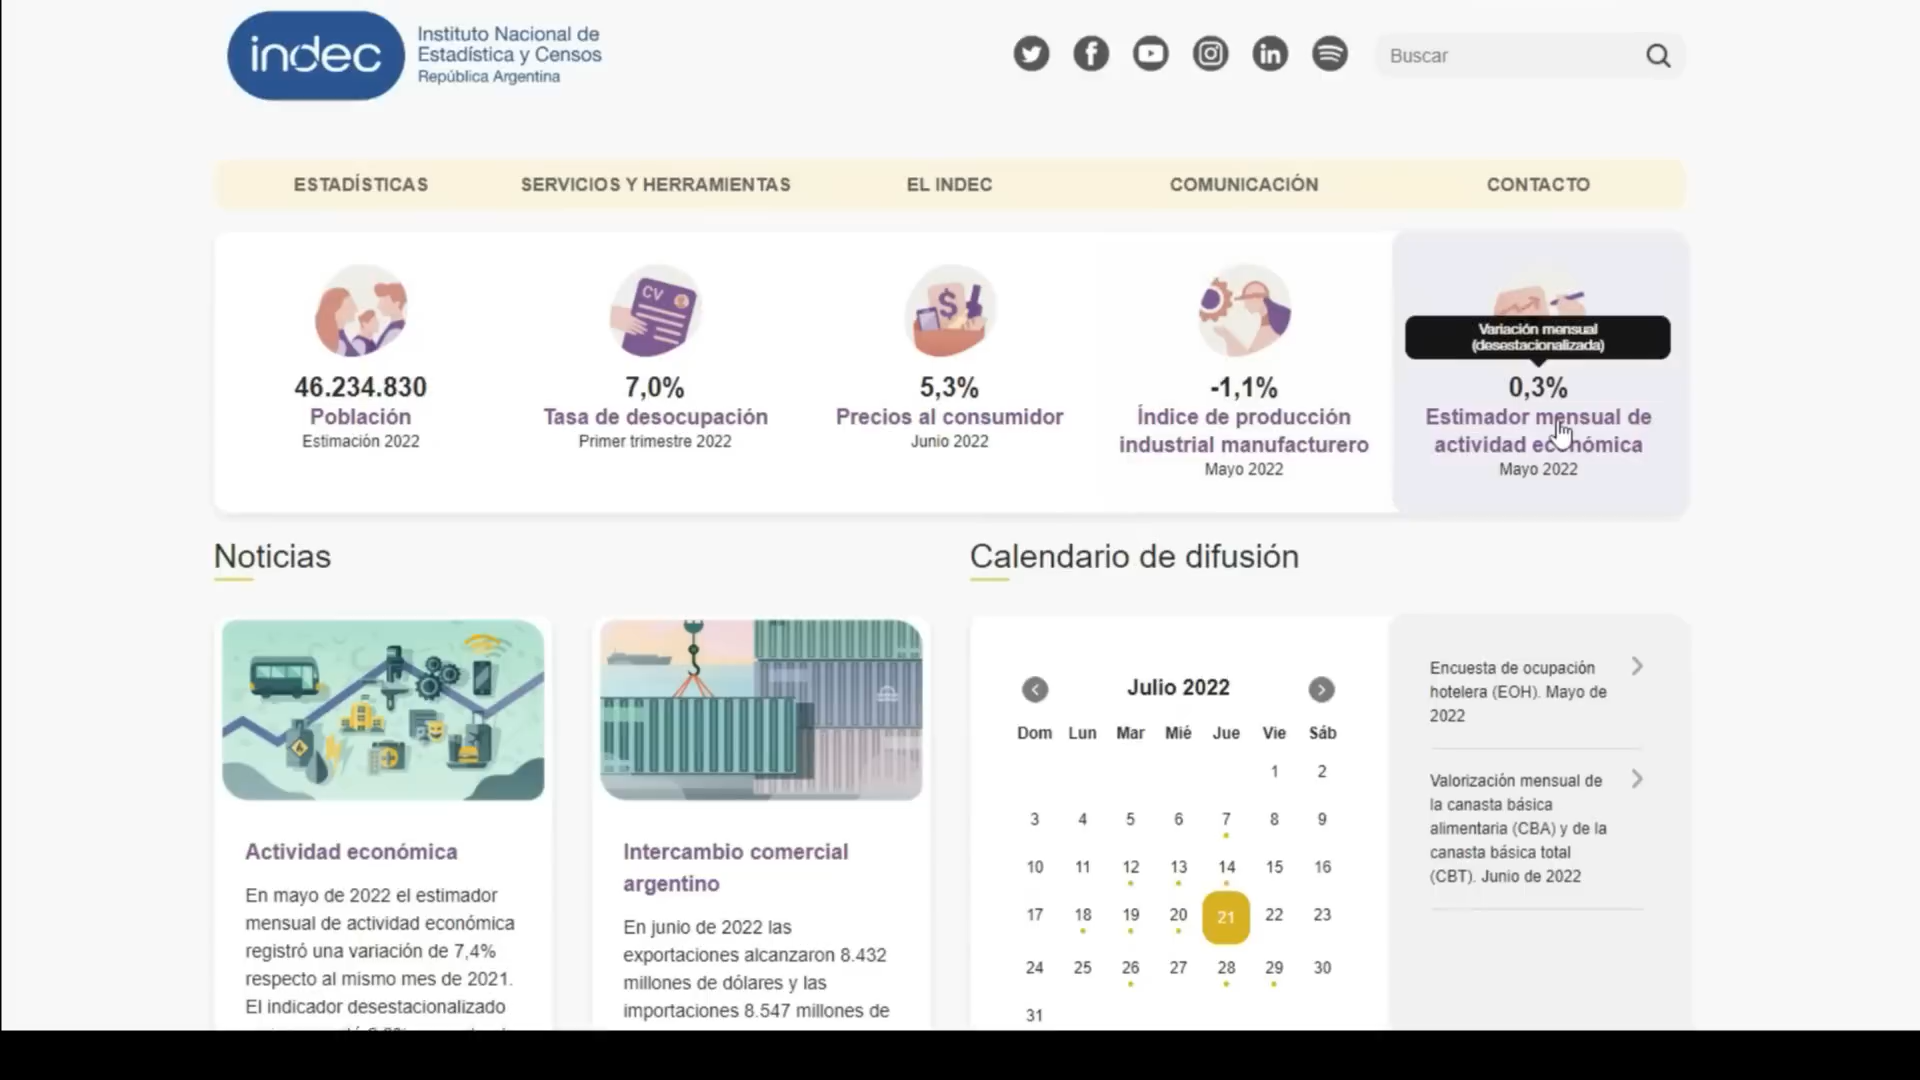 indec
Instituto Nacional de
Estadística y Censos
República Argentina
Buscar
ESTADÍSTICAS
SERVICIOS Y HERRAMIENTAS
EL INDEC
COMUNICACIÓN
CONTACTO
CV
$
46.234.830
Población
Estimación 2022
7,0%
Tasa de desocupación
Primer trimestre 2022
5,3%
Precios al consumidor
Junio 2022
-1,1%
Índice de producción
industrial manufacturero
Mayo 2022
Variación mensual
(desestacionalizada)
0,3%
Estimador mensual de
actividad económica
Mayo 2022
Noticias
Actividad económica
En mayo de 2022 el estimador
mensual de actividad económica
registró una variación de 7,4%
respecto al mismo mes de 2021.
El indicador desestacionalizado
Intercambio comercial
argentino
En junio de 2022 las
exportaciones alcanzaron 8.432
millones de dólares y las
importaciones 8.547 millones de
Calendario de difusión
Julio 2022
Dom Lun Mar Mié Jue Vie Sáb
1 2
3 4 5 6 7 8 9
10 11 12 13 14 15 16
17 18 19 20 21 22 23
24 25 26 27 28 29 30
31
Encuesta de ocupación
hotelera (EOH). Mayo de
2022
Valorización mensual de
la canasta básica
alimentaria (CBA) y de la
canasta básica total
(CBT). Junio de 2022